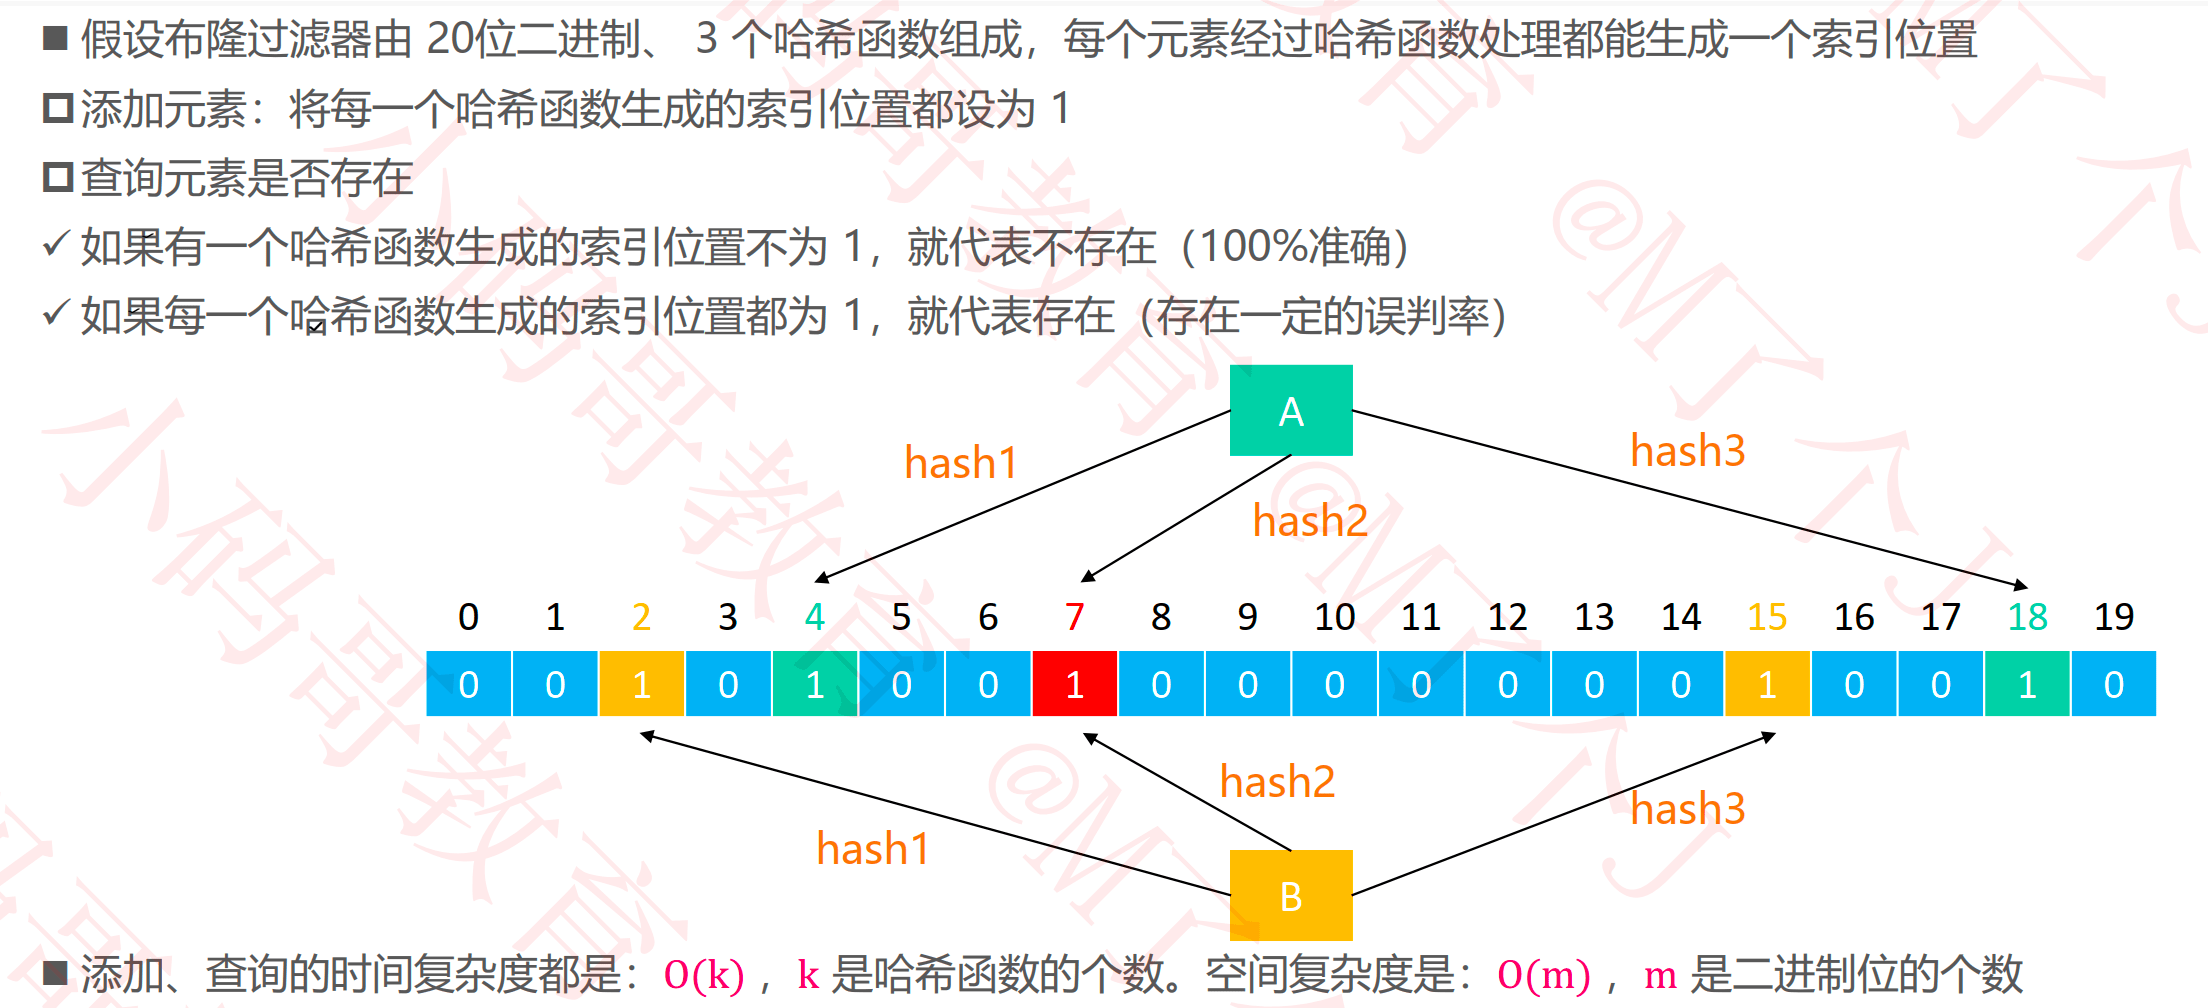 ■ 假设布隆过滤器由 20位二进制、 3 个哈希函数组成，每个元素经过哈希函数处理都能生成一个索引位置
添加元素：将每一个哈希函数生成的索引位置都设为 1
查询元素是否存在
✓ 如果有一个哈希函数生成的索引位置不为 1，就代表不存在（100%准确）
✓ 如果每一个哈希函数生成的索引位置都为 1，就代表存在（存在一定的误判率）
A
hash1
hash2
hash3
0 1 2 3 4 5 6 7 8 9 10 11 12 13 14 15 16 17 18 19
0 0 1 0 1 0 0 1 0 0 0 0 0 0 0 1 0 0 1 0
hash1
hash2
hash3
B
■ 添加、查询的时间复杂度都是：O(k) ，k 是哈希函数的个数。空间复杂度是：O(m) ，m 是二进制位的个数
小码哥教育 @M了个J